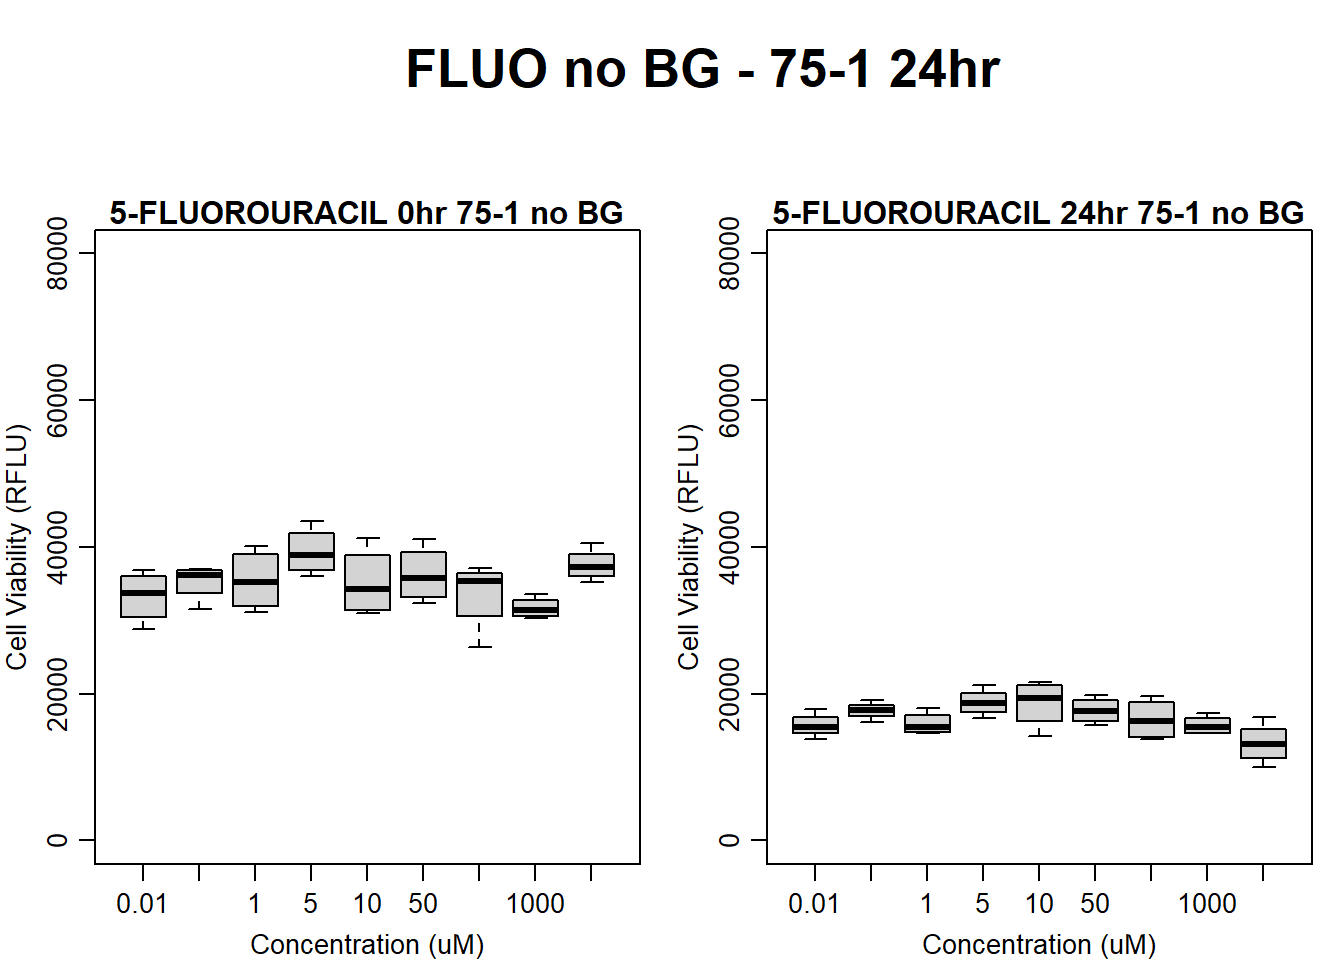 FLUO no BG - 75-1 24hr
5-FLUOROURACIL 0hr 75-1 no BG
80000
60000
40000
20000
0
Cell Viability (RFLU)
0.01 1 5 10 50 1000
Concentration (uM)
5-FLUOROURACIL 24hr 75-1 no BG
80000
60000
40000
20000
0
Cell Viability (RFLU)
0.01 1 5 10 50 1000
Concentration (uM)